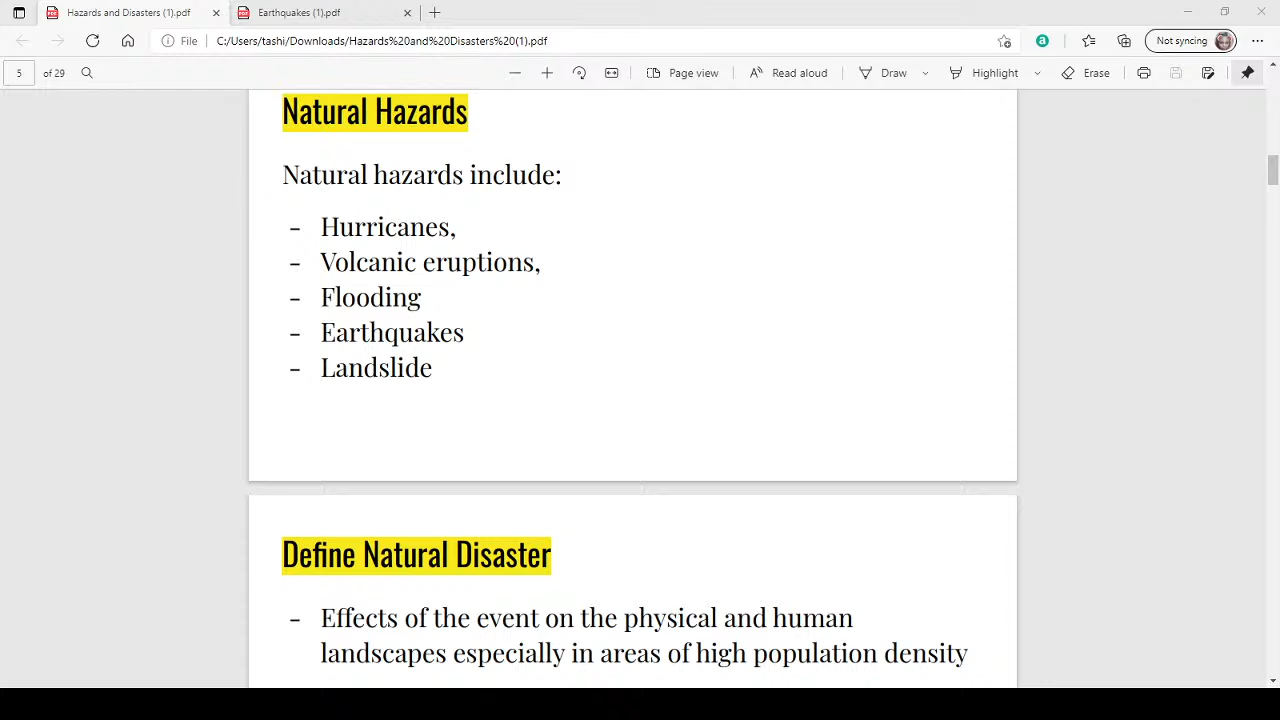 Hazards and Disasters (1).pdf
Earthquakes (1).pdf
File
C:/Users/tashi/Downloads/Hazards%20and%20Disasters%20(1).pdf
Not syncing
5 of 29
Page view
Read aloud
Draw
Highlight
Erase
Natural Hazards
Natural hazards include:
- Hurricanes,
- Volcanic eruptions,
- Flooding
- Earthquakes
- Landslide
Define Natural Disaster
- Effects of the event on the physical and human
landscapes especially in areas of high population density